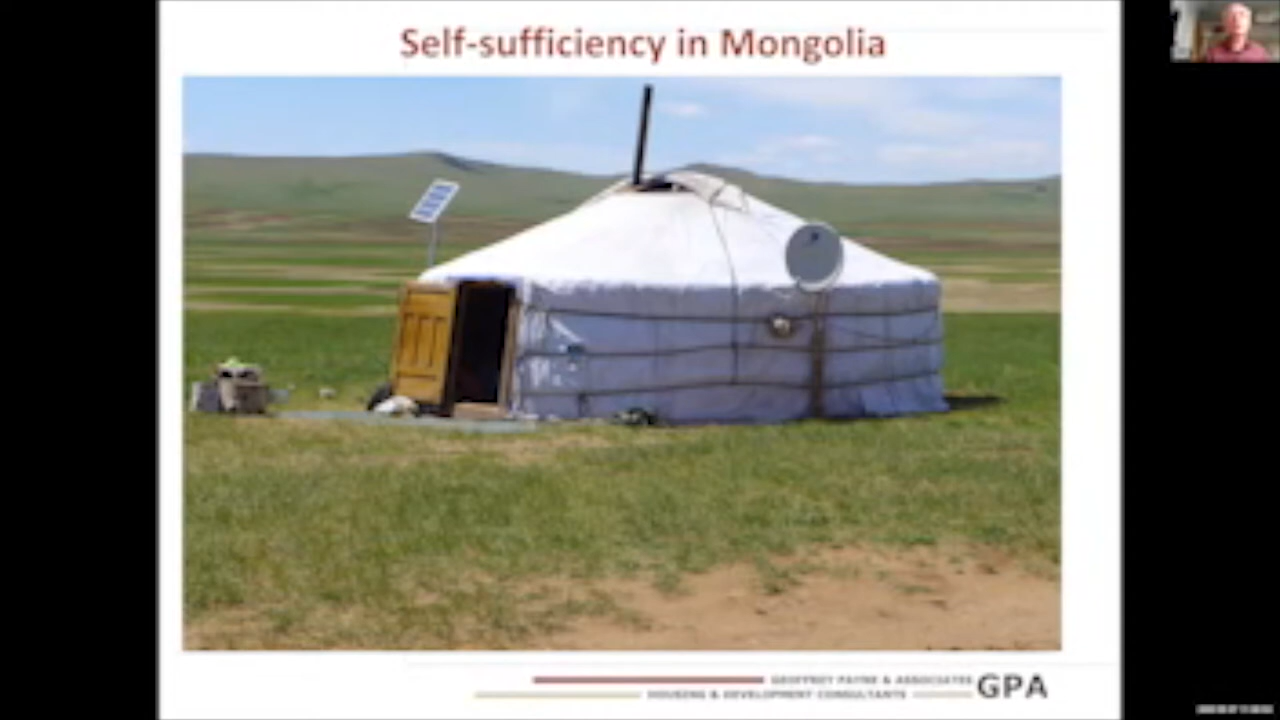 Self-sufficiency in Mongolia
GEOFFREY PAYNE & ASSOCIATES
HOUSING & DEVELOPMENT CONSULTANTS
GPA